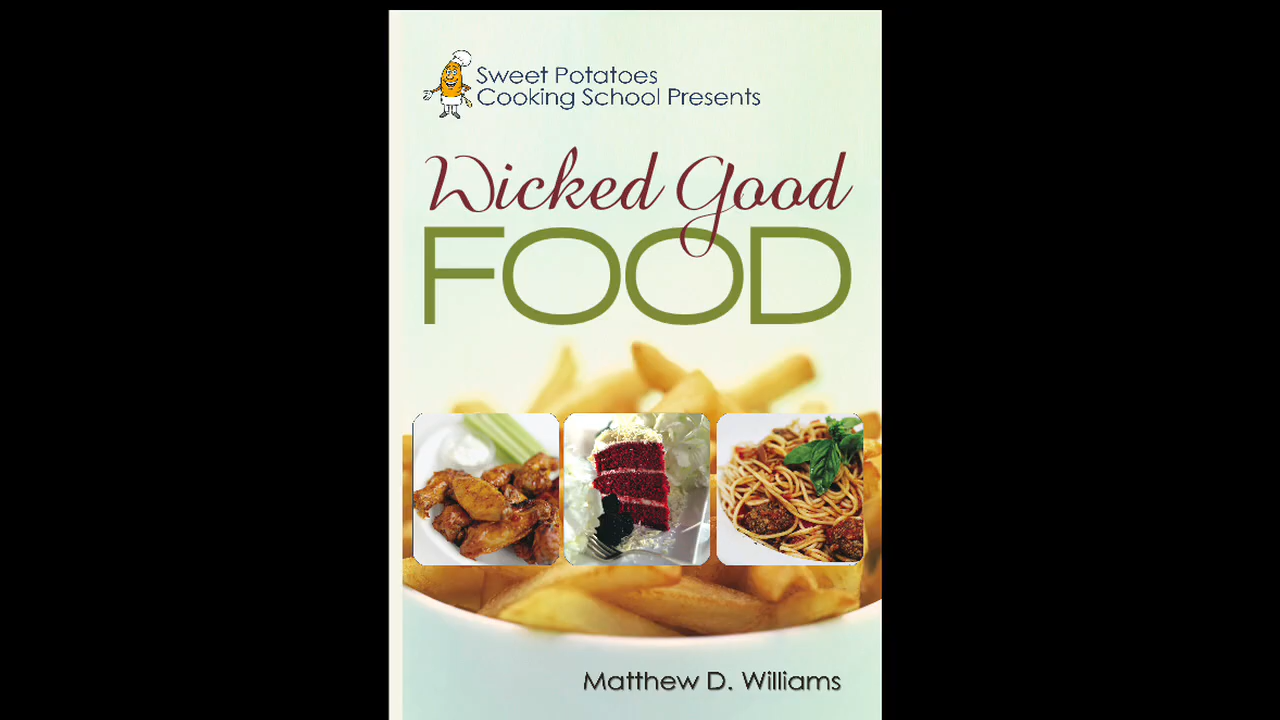 Sweet Potatoes
Cooking School Presents
Wicked Good
FOOD
Matthew D. Williams